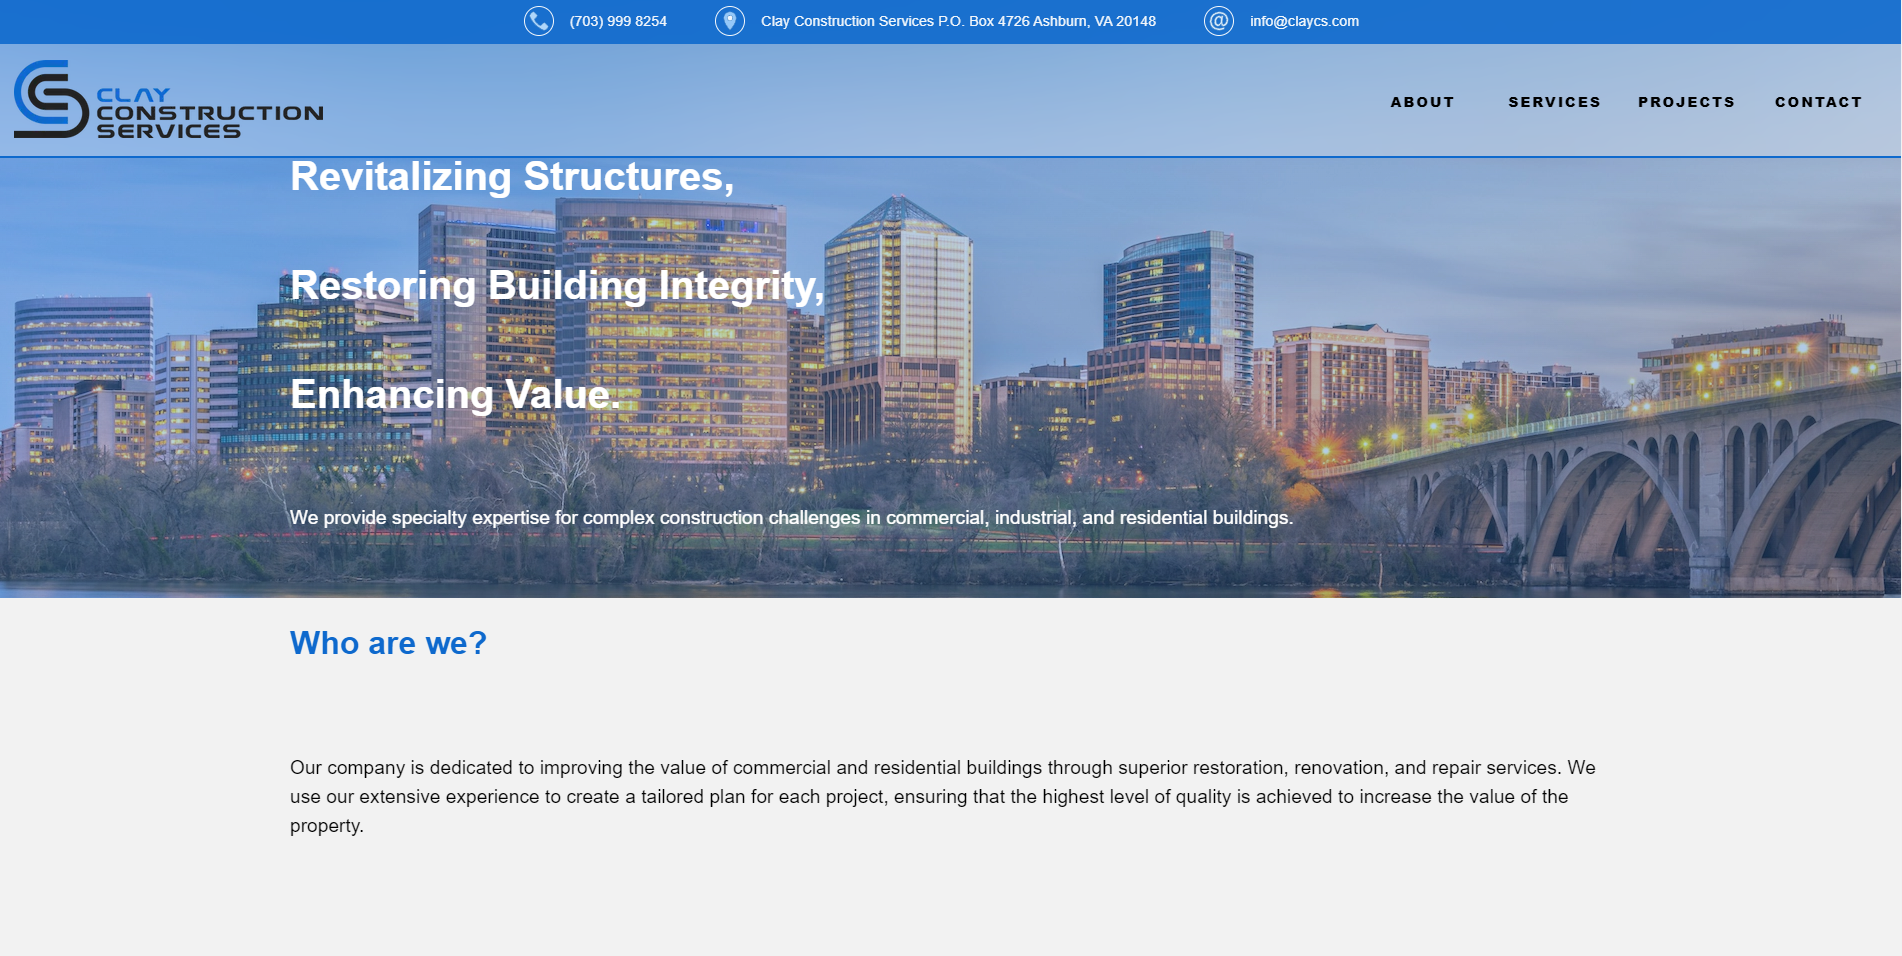 (703) 999 8254
Clay Construction Services P.O. Box 4726 Ashburn, VA 20148
info@claycs.com
CLAY
CONSTRUCTION
SERVICES
ABOUT
SERVICES
PROJECTS
CONTACT
Revitalizing Structures,
Restoring Building Integrity,
Enhancing Value.
We provide specialty expertise for complex construction challenges in commercial, industrial, and residential buildings.
Who are we?
Our company is dedicated to improving the value of commercial and residential buildings through superior restoration, renovation, and repair services. We
use our extensive experience to create a tailored plan for each project, ensuring that the highest level of quality is achieved to increase the value of the
property.